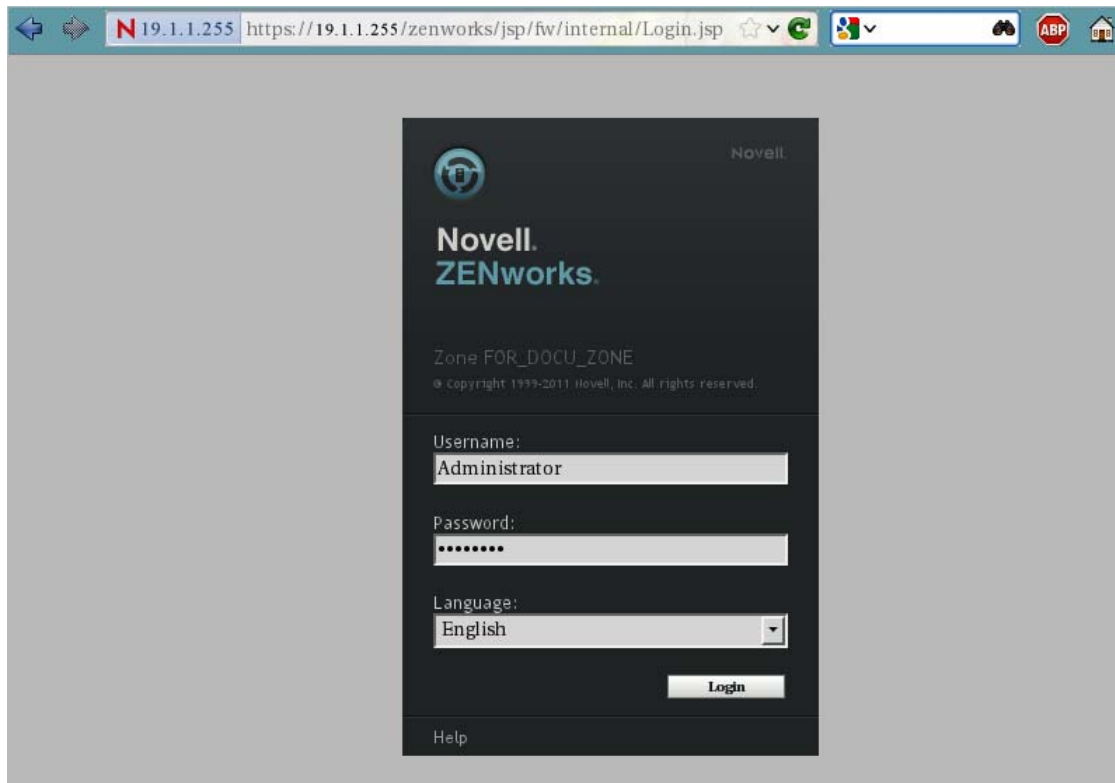 N 19.1.1.255 https://19.1.1.255/zenworks/jsp/fw/internal/Login.jsp
ABP
Novell.
Novell.
ZENworks.
Zone FOR_DOCU_ZONE
© Copyright 1999-2011 Novell, Inc. All rights reserved.
Username:
Administrator
Password:
••••••••
Language:
English
Login
Help